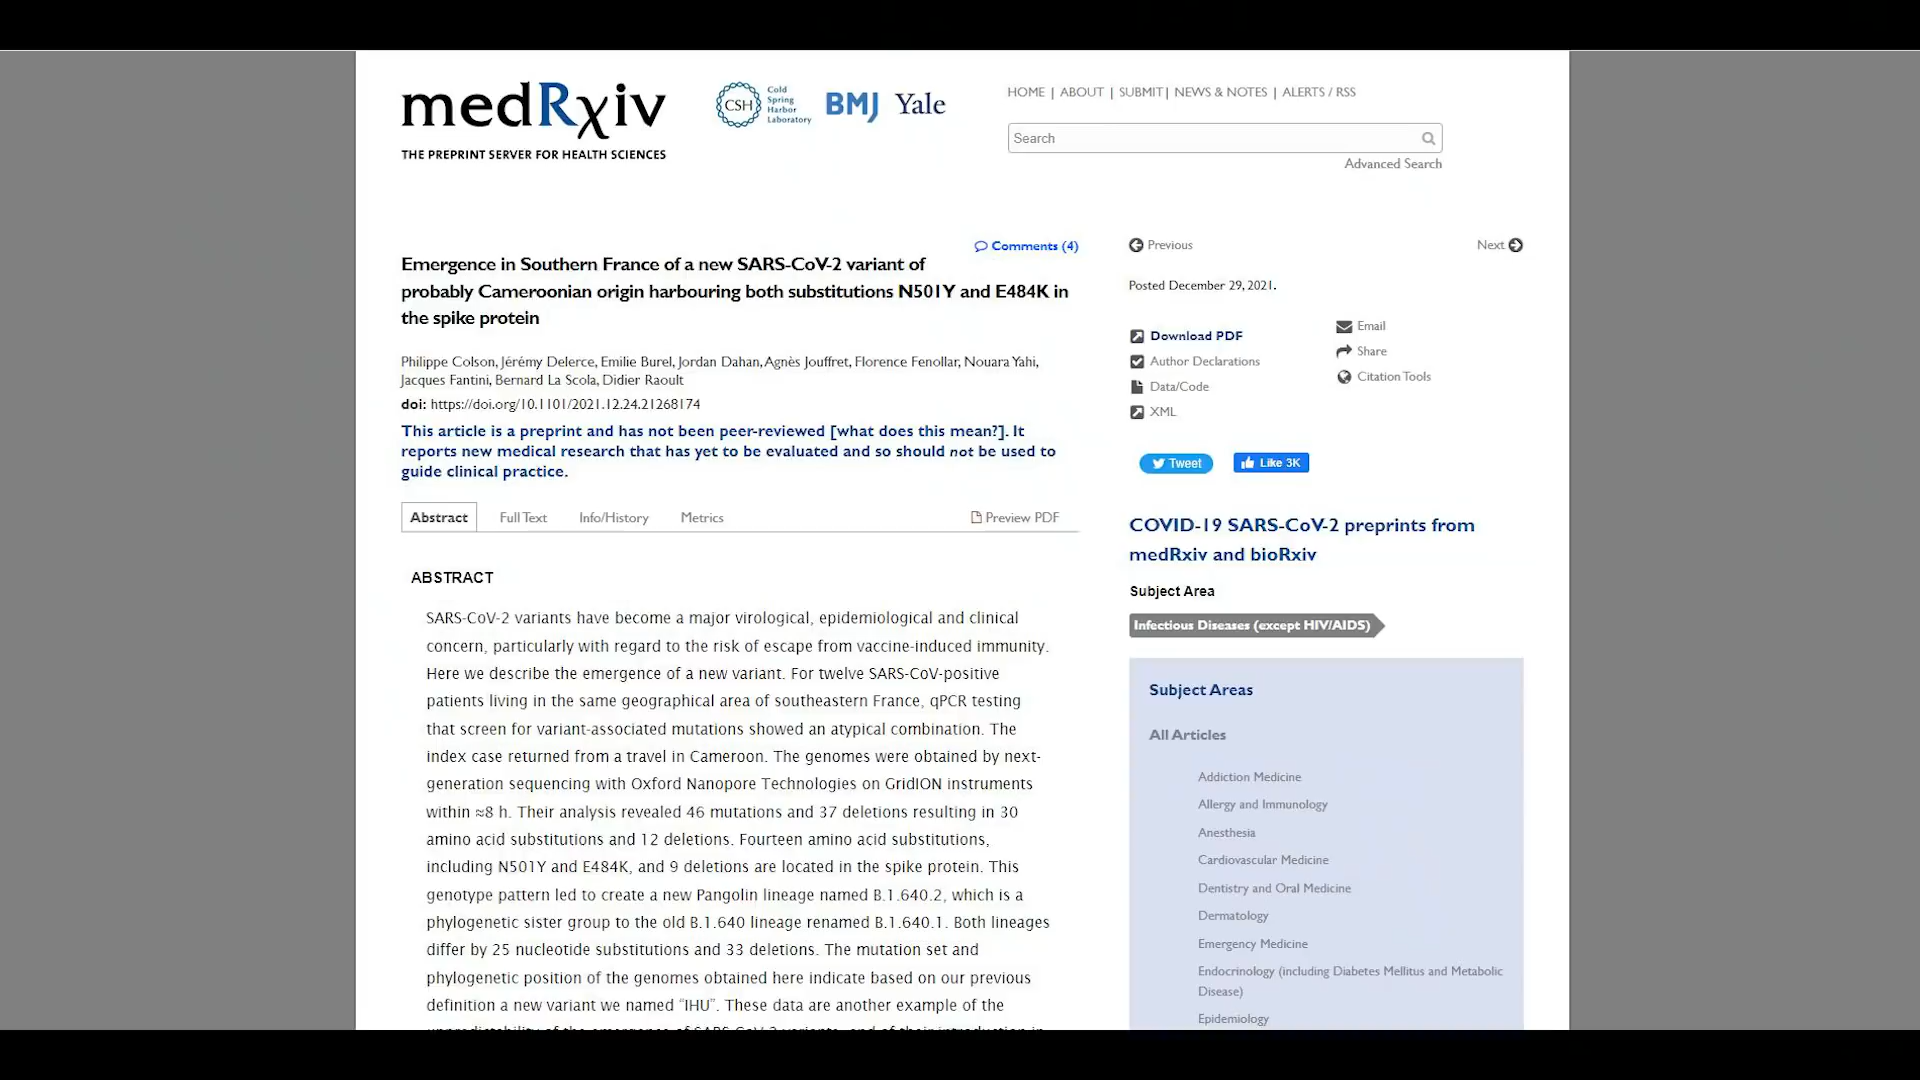 medRxiv
THE PREPRINT SERVER FOR HEALTH SCIENCES
CSH
Cold
Spring
Harbor
Laboratory
BMJ
Yale
HOME | ABOUT | SUBMIT | NEWS & NOTES | ALERTS / RSS
Search
Advanced Search
Comments (4)
Emergence in Southern France of a new SARS-CoV-2 variant of
probably Cameroonian origin harbouring both substitutions N501Y and E484K in
the spike protein
Philippe Colson, Jérémy Delerce, Emilie Burel, Jordan Dahan, Agnès Jouffret, Florence Fenollar, Nouara Yahi,
Jacques Fantini, Bernard La Scola, Didier Raoult
doi: https://doi.org/10.1101/2021.12.24.21268174
This article is a preprint and has not been peer-reviewed [what does this mean?]. It
reports new medical research that has yet to be evaluated and so should not be used to
guide clinical practice.
Abstract
Full Text
Info/History
Metrics
Preview PDF
ABSTRACT
SARS-CoV-2 variants have become a major virological, epidemiological and clinical
concern, particularly with regard to the risk of escape from vaccine-induced immunity.
Here we describe the emergence of a new variant. For twelve SARS-CoV-positive
patients living in the same geographical area of southeastern France, qPCR testing
that screen for variant-associated mutations showed an atypical combination. The
index case returned from a travel in Cameroon. The genomes were obtained by next-
generation sequencing with Oxford Nanopore Technologies on GridION instruments
within ≈8 h. Their analysis revealed 46 mutations and 37 deletions resulting in 30
amino acid substitutions and 12 deletions. Fourteen amino acid substitutions,
including N501Y and E484K, and 9 deletions are located in the spike protein. This
genotype pattern led to create a new Pangolin lineage named B.1.640.2, which is a
phylogenetic sister group to the old B.1.640 lineage renamed B.1.640.1. Both lineages
differ by 25 nucleotide substitutions and 33 deletions. The mutation set and
phylogenetic position of the genomes obtained here indicate based on our previous
definition a new variant we named “IHU”. These data are another example of the
unpredictability of the emergence of SARS-CoV-2 variants, and of their introduction in
Previous
Next
Posted December 29, 2021.
Download PDF
Author Declarations
Data/Code
XML
Email
Share
Citation Tools
Tweet
Like 3K
COVID-19 SARS-CoV-2 preprints from
medRxiv and bioRxiv
Subject Area
Infectious Diseases (except HIV/AIDS)
Subject Areas
All Articles
Addiction Medicine
Allergy and Immunology
Anesthesia
Cardiovascular Medicine
Dentistry and Oral Medicine
Dermatology
Emergency Medicine
Endocrinology (including Diabetes Mellitus and Metabolic
Disease)
Epidemiology